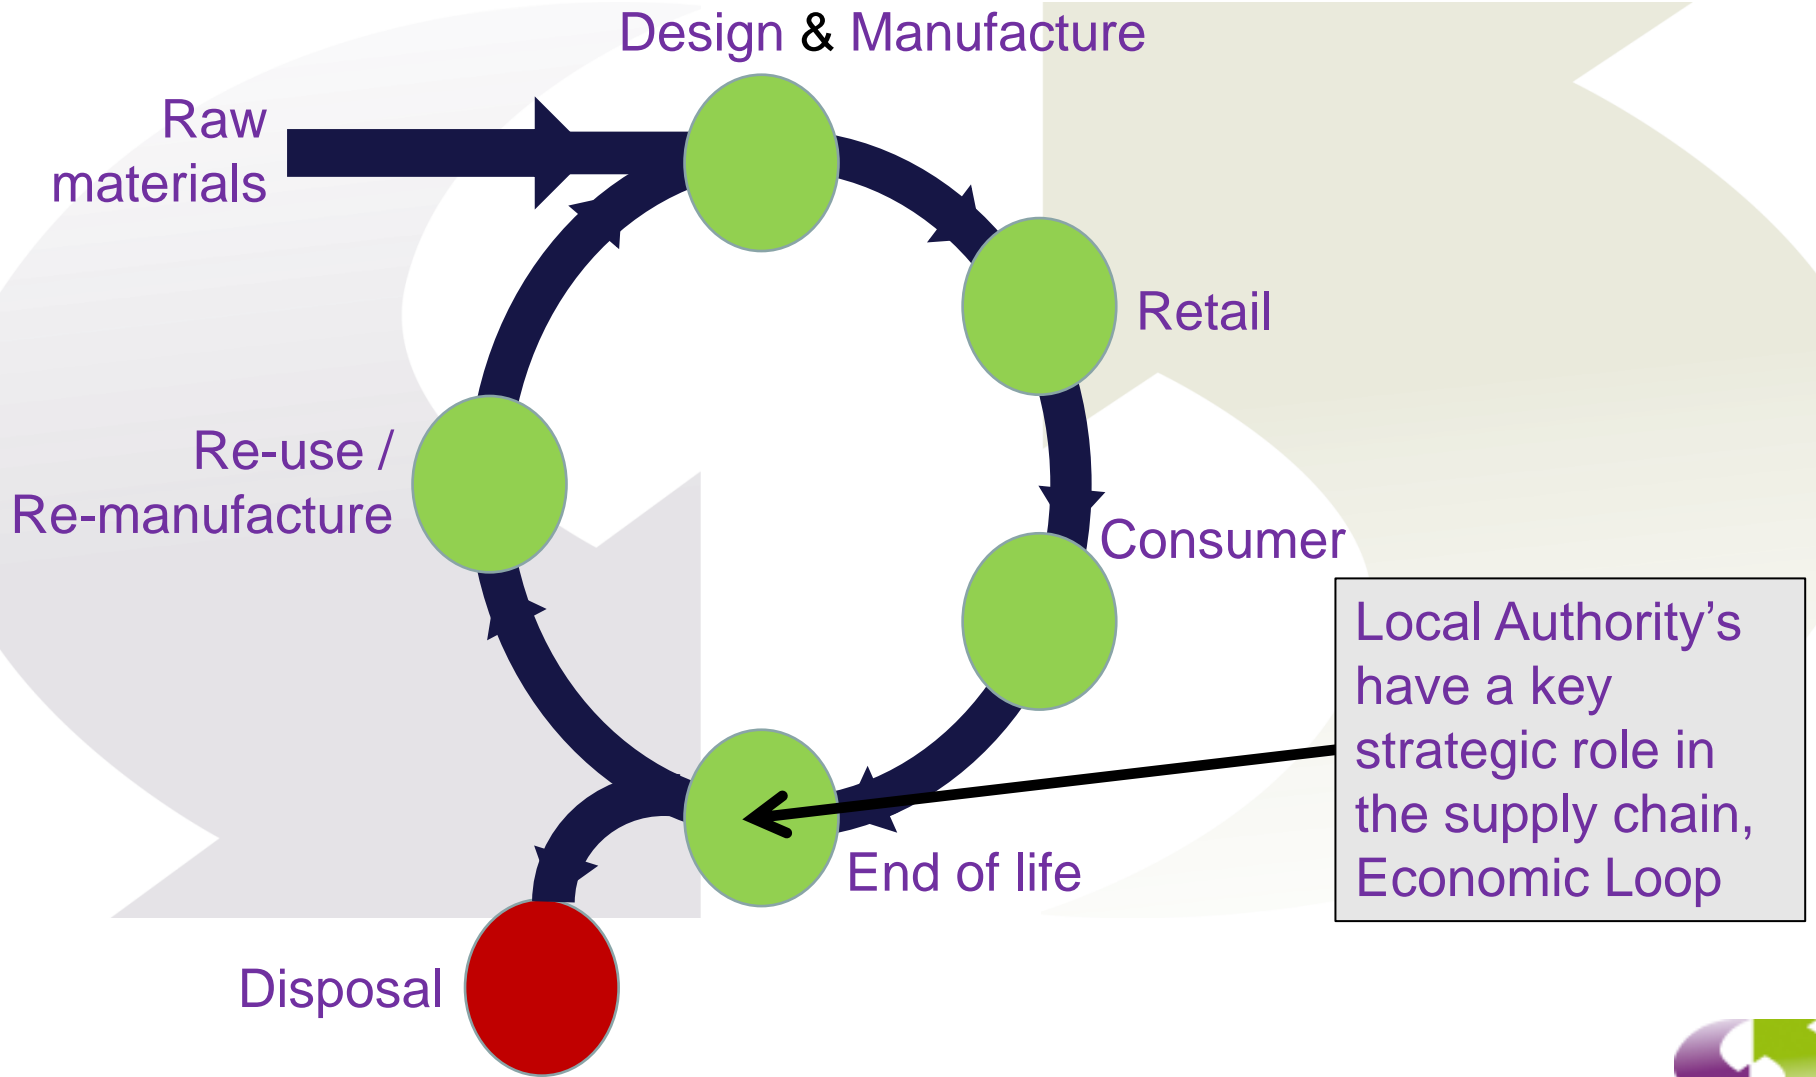 Design & Manufacture
Raw
materials
Retail
Re-use /
Re-manufacture
Consumer
Local Authority’s
have a key
strategic role in
the supply chain,
Economic Loop
End of life
Disposal